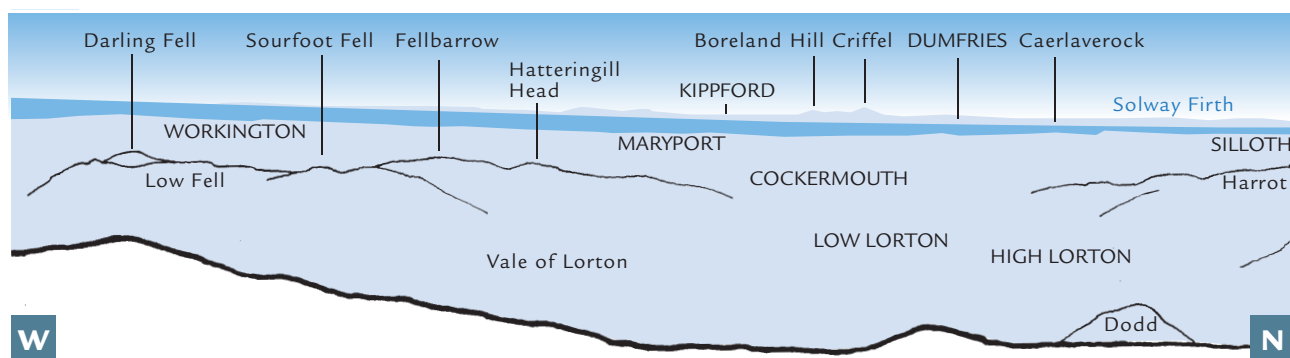 Darling Fell
Sourfoot Fell
Fellbarrow
Boreland Hill
Criffel
DUMFRIES
Caerlaverock
Hatteringill
Head
KIPPFORD
Solway Firth
WORKINGTON
MARYPORT
SILLOTH
Low Fell
COCKERMOUTH
Harrot
LOW LORTON
HIGH LORTON
Vale of Lorton
Dodd
W
N